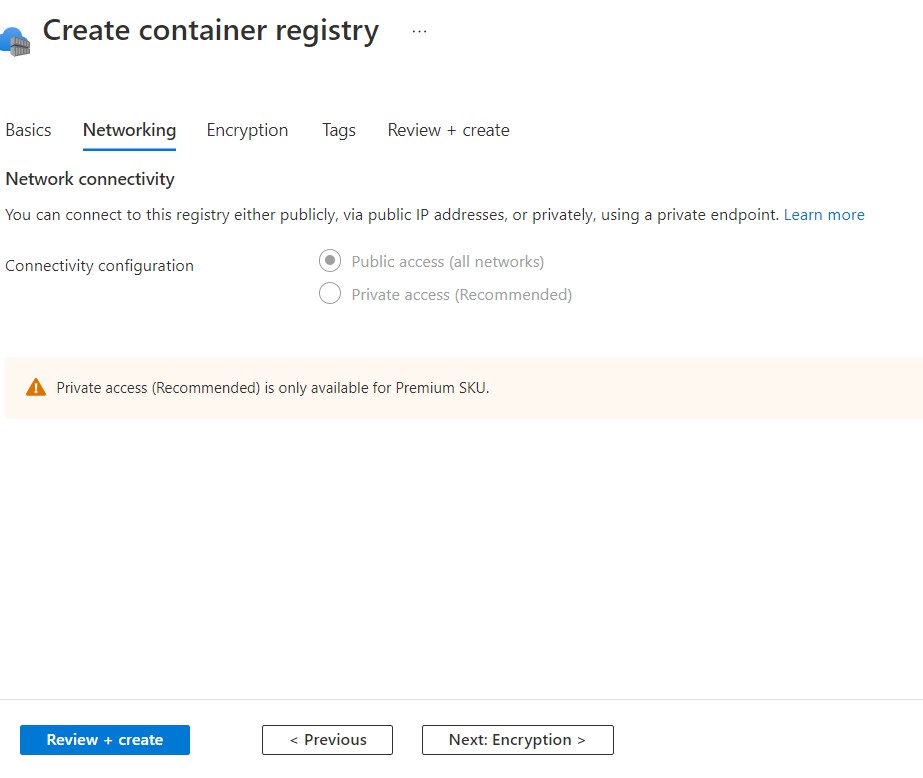 Create container registry ...
Basics Networking Encryption Tags Review + create
Network connectivity
You can connect to this registry either publicly, via public IP addresses, or privately, using a private endpoint. Learn more
Connectivity configuration
Public access (all networks)
Private access (Recommended)
Private access (Recommended) is only available for Premium SKU.
Review + create < Previous Next: Encryption >